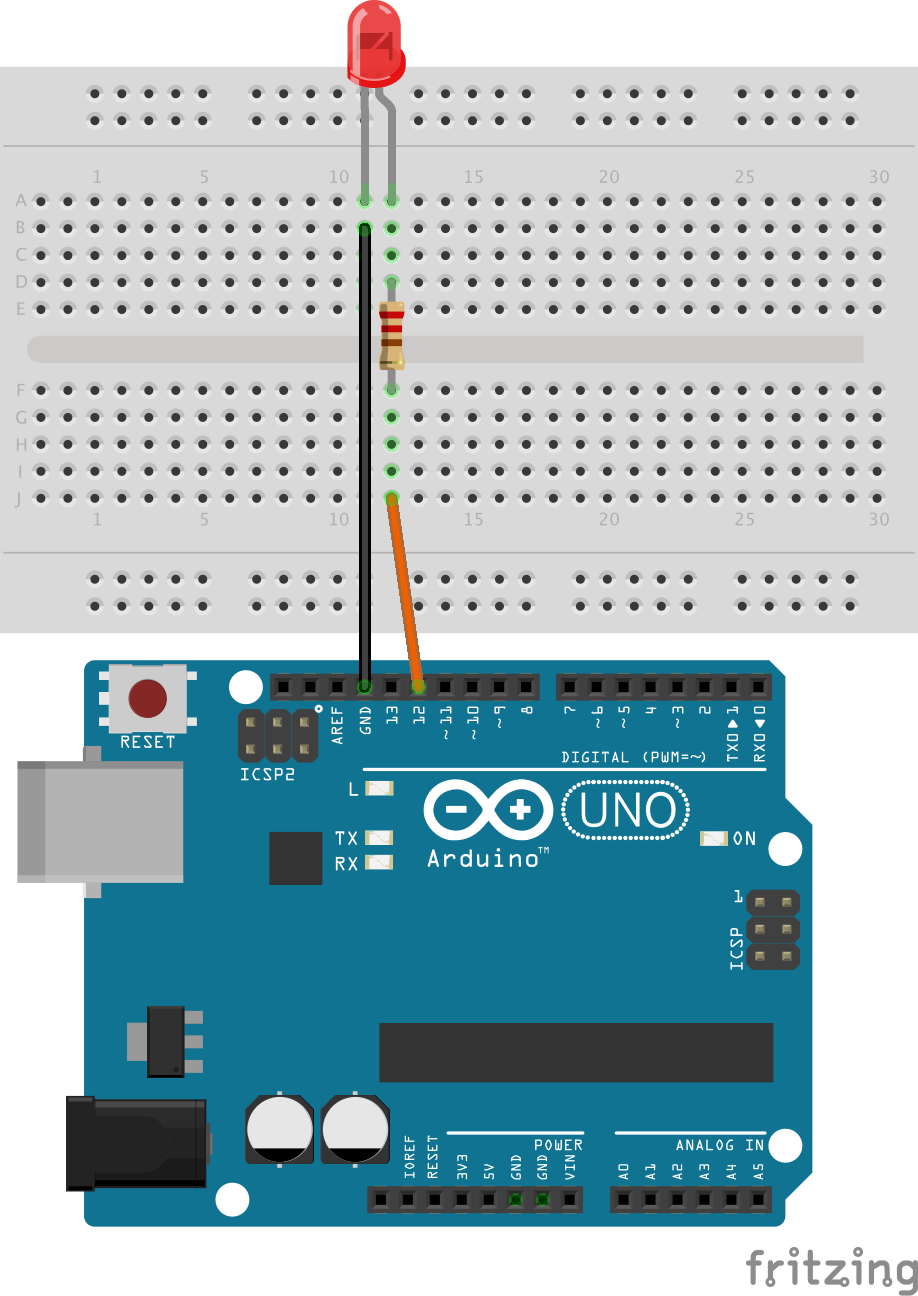 1 5 10 15 20 25 30
A
B
C
D
E
F
G
H
I
J
1 5 10 15 20 25 30
RESET
ICSP2
AREF
GND
13
12
~11
~10
~9
8
7
~6
~5
4
~3
2
TX0▶1
RX0◀0
DIGITAL (PWM=~)
L
TX
RX
UNO
Arduino™
ON
1
ICSP
POWER
ANALOG IN
IOREF
RESET
3V3
5V
GND
GND
VIN
A0
A1
A2
A3
A4
A5
fritzing